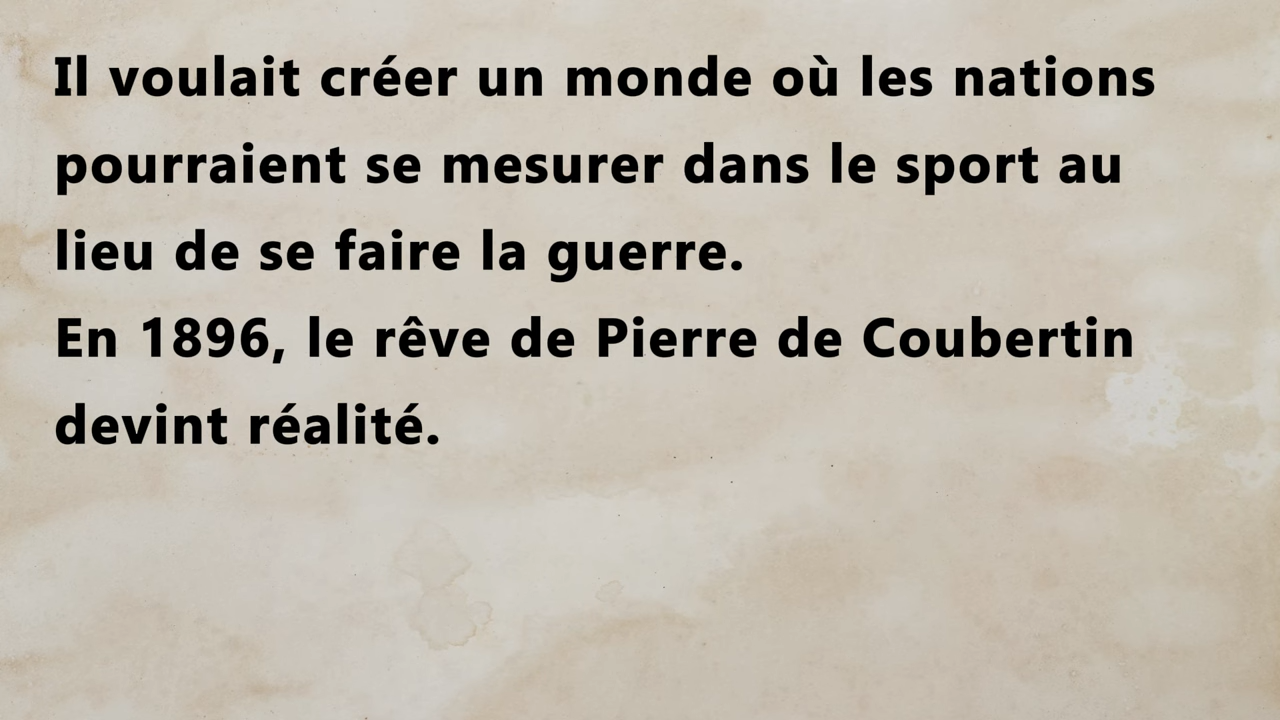 Il voulait créer un monde où les nations
pourraient se mesurer dans le sport au
lieu de se faire la guerre.
En 1896, le rêve de Pierre de Coubertin
devint réalité.